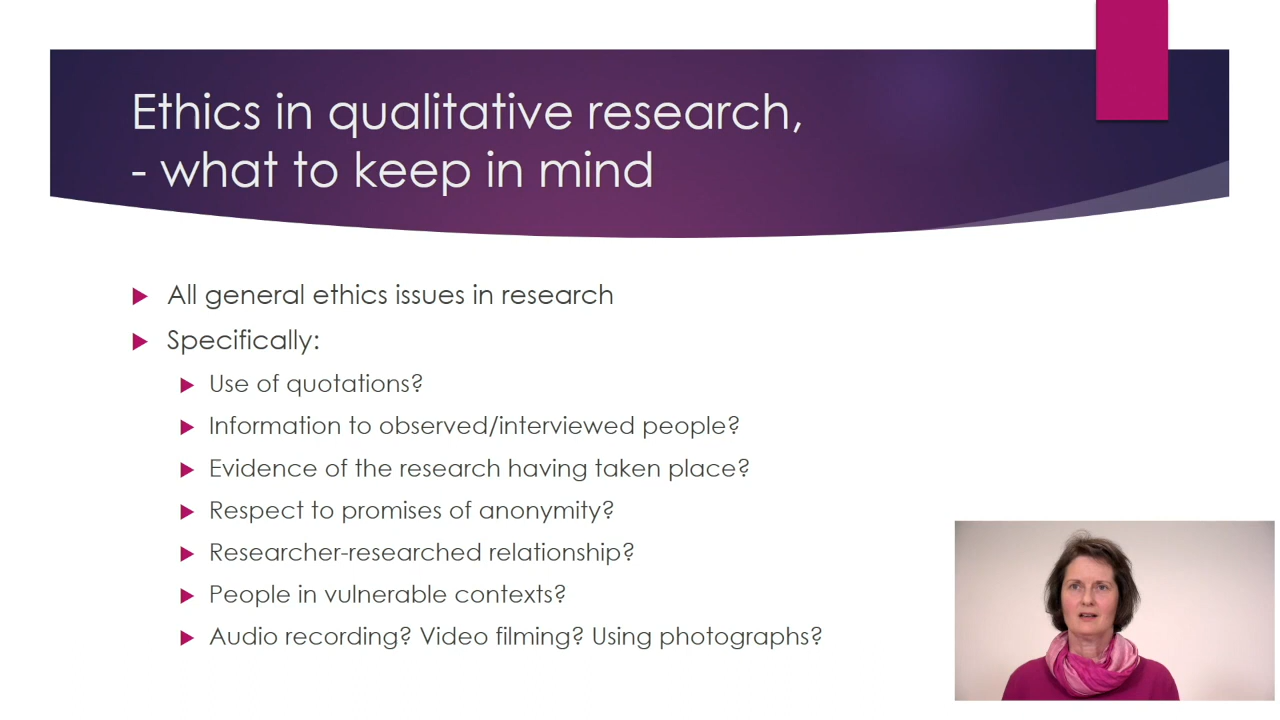 Ethics in qualitative research,
- what to keep in mind
All general ethics issues in research
Specifically:
Use of quotations?
Information to observed/interviewed people?
Evidence of the research having taken place?
Respect to promises of anonymity?
Researcher-researched relationship?
People in vulnerable contexts?
Audio recording? Video filming? Using photographs?